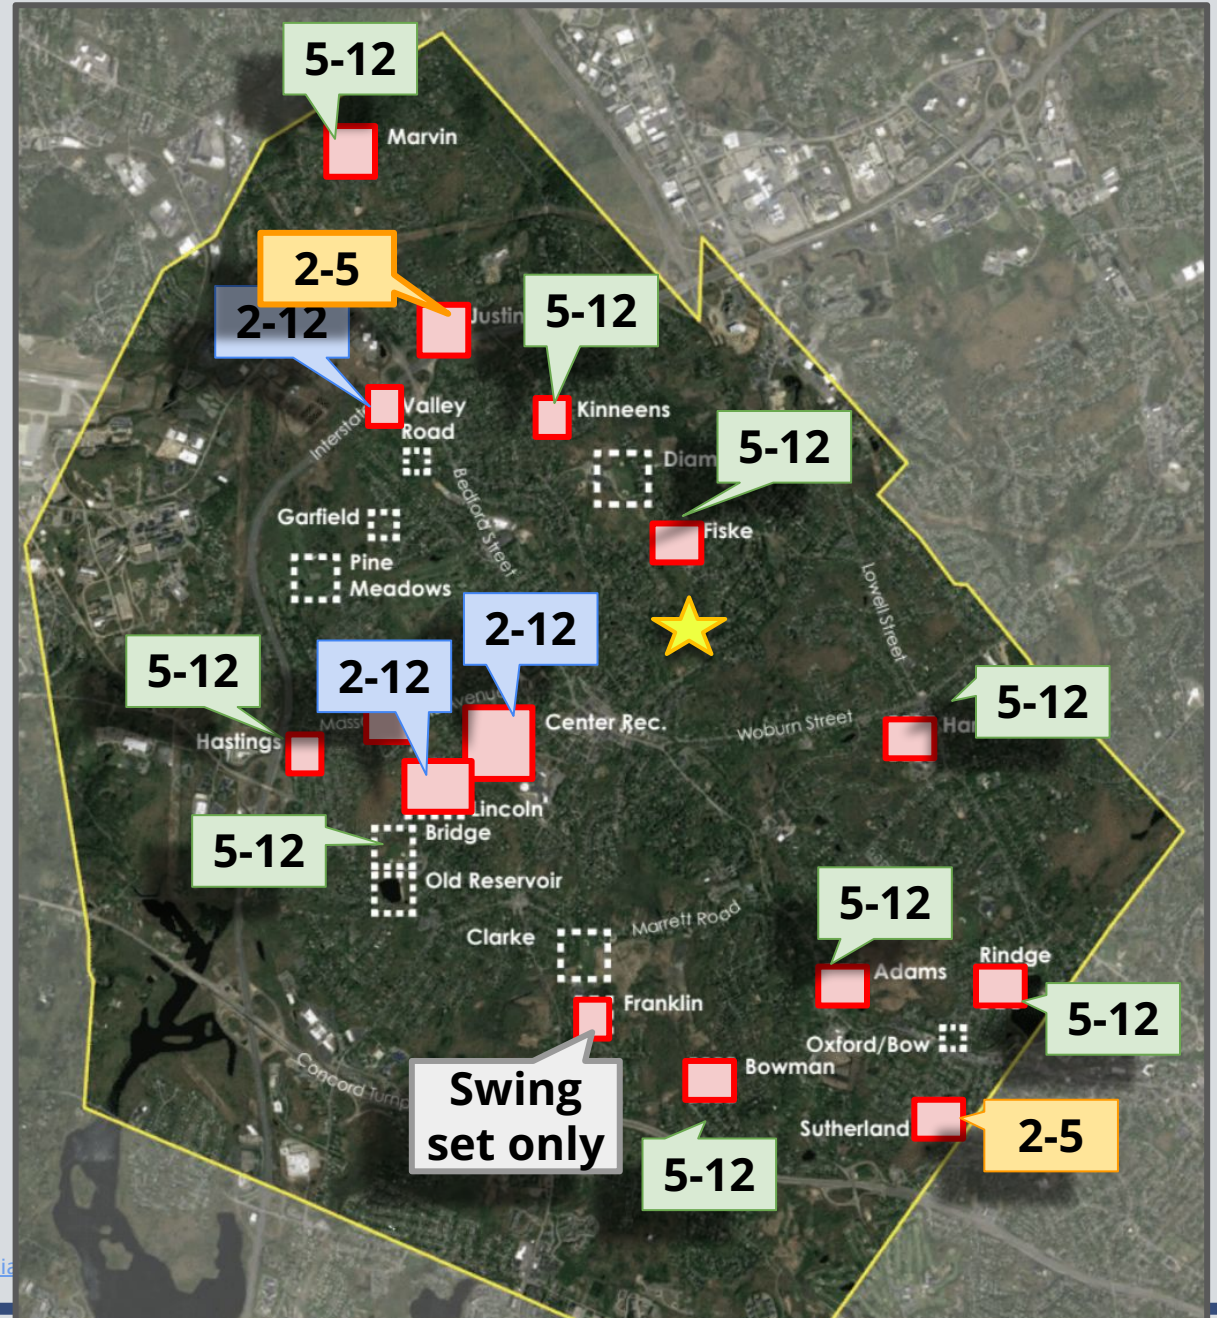 5-12
Marvin
2-5
2-12
Justin
5-12
Kinneens
Valley
Road
Interstate
5-12
Diam
Bedford Street
Garfield
Fiske
Pine
Meadows
Lowell Street
2-12
5-12
2-12
5-12
Mass
venue
Hastings
Center Rec.
Woburn Street
Har
Lincoln
Bridge
5-12
Old Reservoir
5-12
Marrett Road
Clarke
Rindge
Adams
Franklin
5-12
Oxford/Bow
Bowman
Concord Turnp
Swing
set only
Sutherland
2-5
5-12